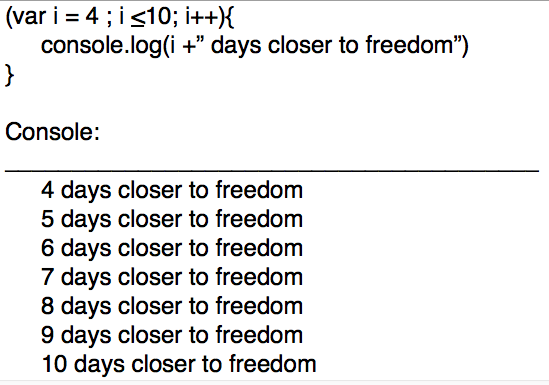 (var i = 4 ; i ≤10; i++){
console.log(i +” days closer to freedom”)
}
Console:
4 days closer to freedom
5 days closer to freedom
6 days closer to freedom
7 days closer to freedom
8 days closer to freedom
9 days closer to freedom
10 days closer to freedom